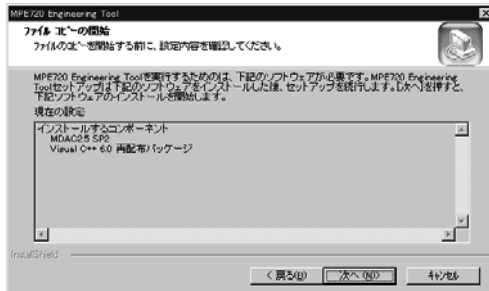 MPE720 Engineering Tool
ファイル コピーの開始
ファイルのコピーを開始する前に、設定内容を確認してください。
MPE720 Engineering Toolを実行するためのは、下記のソフトウェアが必要です。MPE720 Engineering
Toolセットアップは下記のソフトウェアをインストールした後、セットアップを続行します。[次へ]を押すと、
下記ソフトウェアのインストールを開始します。
現在の設定
インストールするコンポーネント
MDAC2.5 SP2
Visual C++ 6.0 再配布パッケージ
InstallShield
< 戻る(B)
次へ (N)>
キャンセル